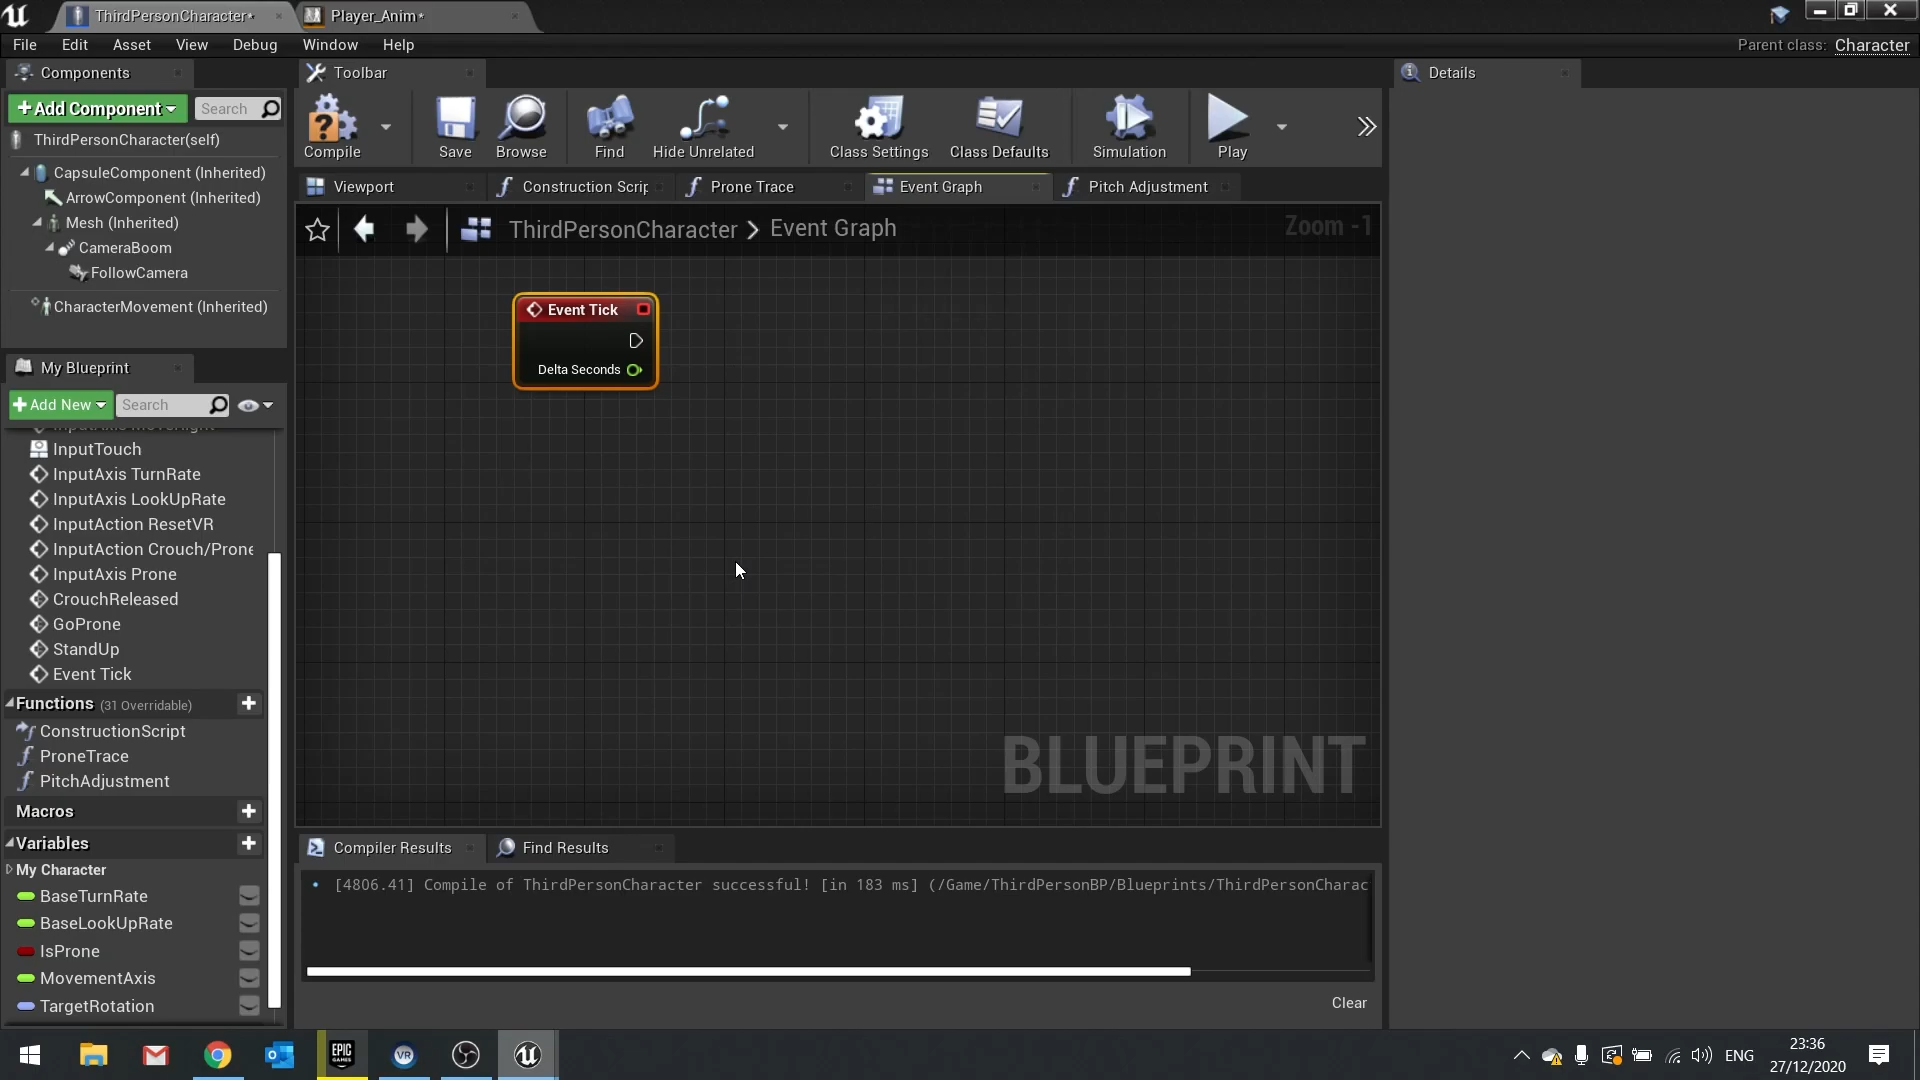 ThirdPersonCharacter*
Player_Anim*
File Edit Asset View Debug Window Help
Parent class: Character
Components
Toolbar
Details
Add Component
Search
Compile
Save
Browse
Find
Hide Unrelated
Class Settings
Class Defaults
Simulation
Play
ThirdPersonCharacter(self)
CapsuleComponent (Inherited)
ArrowComponent (Inherited)
Mesh (Inherited)
CameraBoom
FollowCamera
CharacterMovement (Inherited)
Viewport
Construction Scrip
Prone Trace
Event Graph
Pitch Adjustment
ThirdPersonCharacter > Event Graph
Zoom -1
Event Tick
Delta Seconds
BLUEPRINT
My Blueprint
Add New
Search
InputTouch
InputAxis TurnRate
InputAxis LookUpRate
InputAction ResetVR
InputAction Crouch/Prone
InputAxis Prone
CrouchReleased
GoProne
StandUp
Event Tick
Functions (31 Overridable)
ConstructionScript
ProneTrace
PitchAdjustment
Macros
Variables
My Character
BaseTurnRate
BaseLookUpRate
IsProne
MovementAxis
TargetRotation
Compiler Results
Find Results
[4806.41] Compile of ThirdPersonCharacter successful! [in 183 ms] (/Game/ThirdPersonBP/Blueprints/ThirdPersonCharac
Clear
EPIC
GAMES
VR
ENG
23:36
27/12/2020